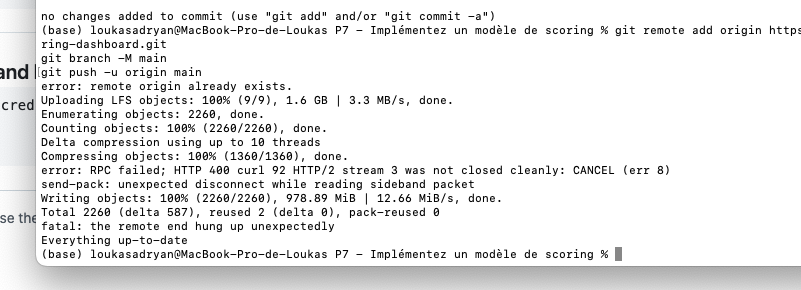 no changes added to commit (use "git add" and/or "git commit -a")
(base) loukasadryan@MacBook-Pro-de-Loukas P7 - Implémentez un modèle de scoring % git remote add origin https
ring-dashboard.git
git branch -M main
git push -u origin main
error: remote origin already exists.
Uploading LFS objects: 100% (9/9), 1.6 GB | 3.3 MB/s, done.
Enumerating objects: 2260, done.
Counting objects: 100% (2260/2260), done.
Delta compression using up to 10 threads
Compressing objects: 100% (1360/1360), done.
error: RPC failed; HTTP 400 curl 92 HTTP/2 stream 3 was not closed cleanly: CANCEL (err 8)
send-pack: unexpected disconnect while reading sideband packet
Writing objects: 100% (2260/2260), 978.89 MiB | 12.66 MiB/s, done.
Total 2260 (delta 587), reused 2 (delta 0), pack-reused 0
fatal: the remote end hung up unexpectedly
Everything up-to-date
(base) loukasadryan@MacBook-Pro-de-Loukas P7 - Implémentez un modèle de scoring %
and
cred
se the